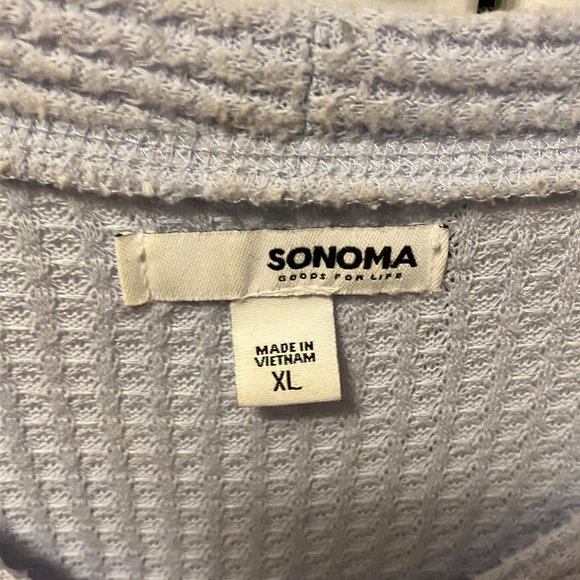 SONOMA
GOODS FOR LIFE
MADE IN
VIETNAM
XL